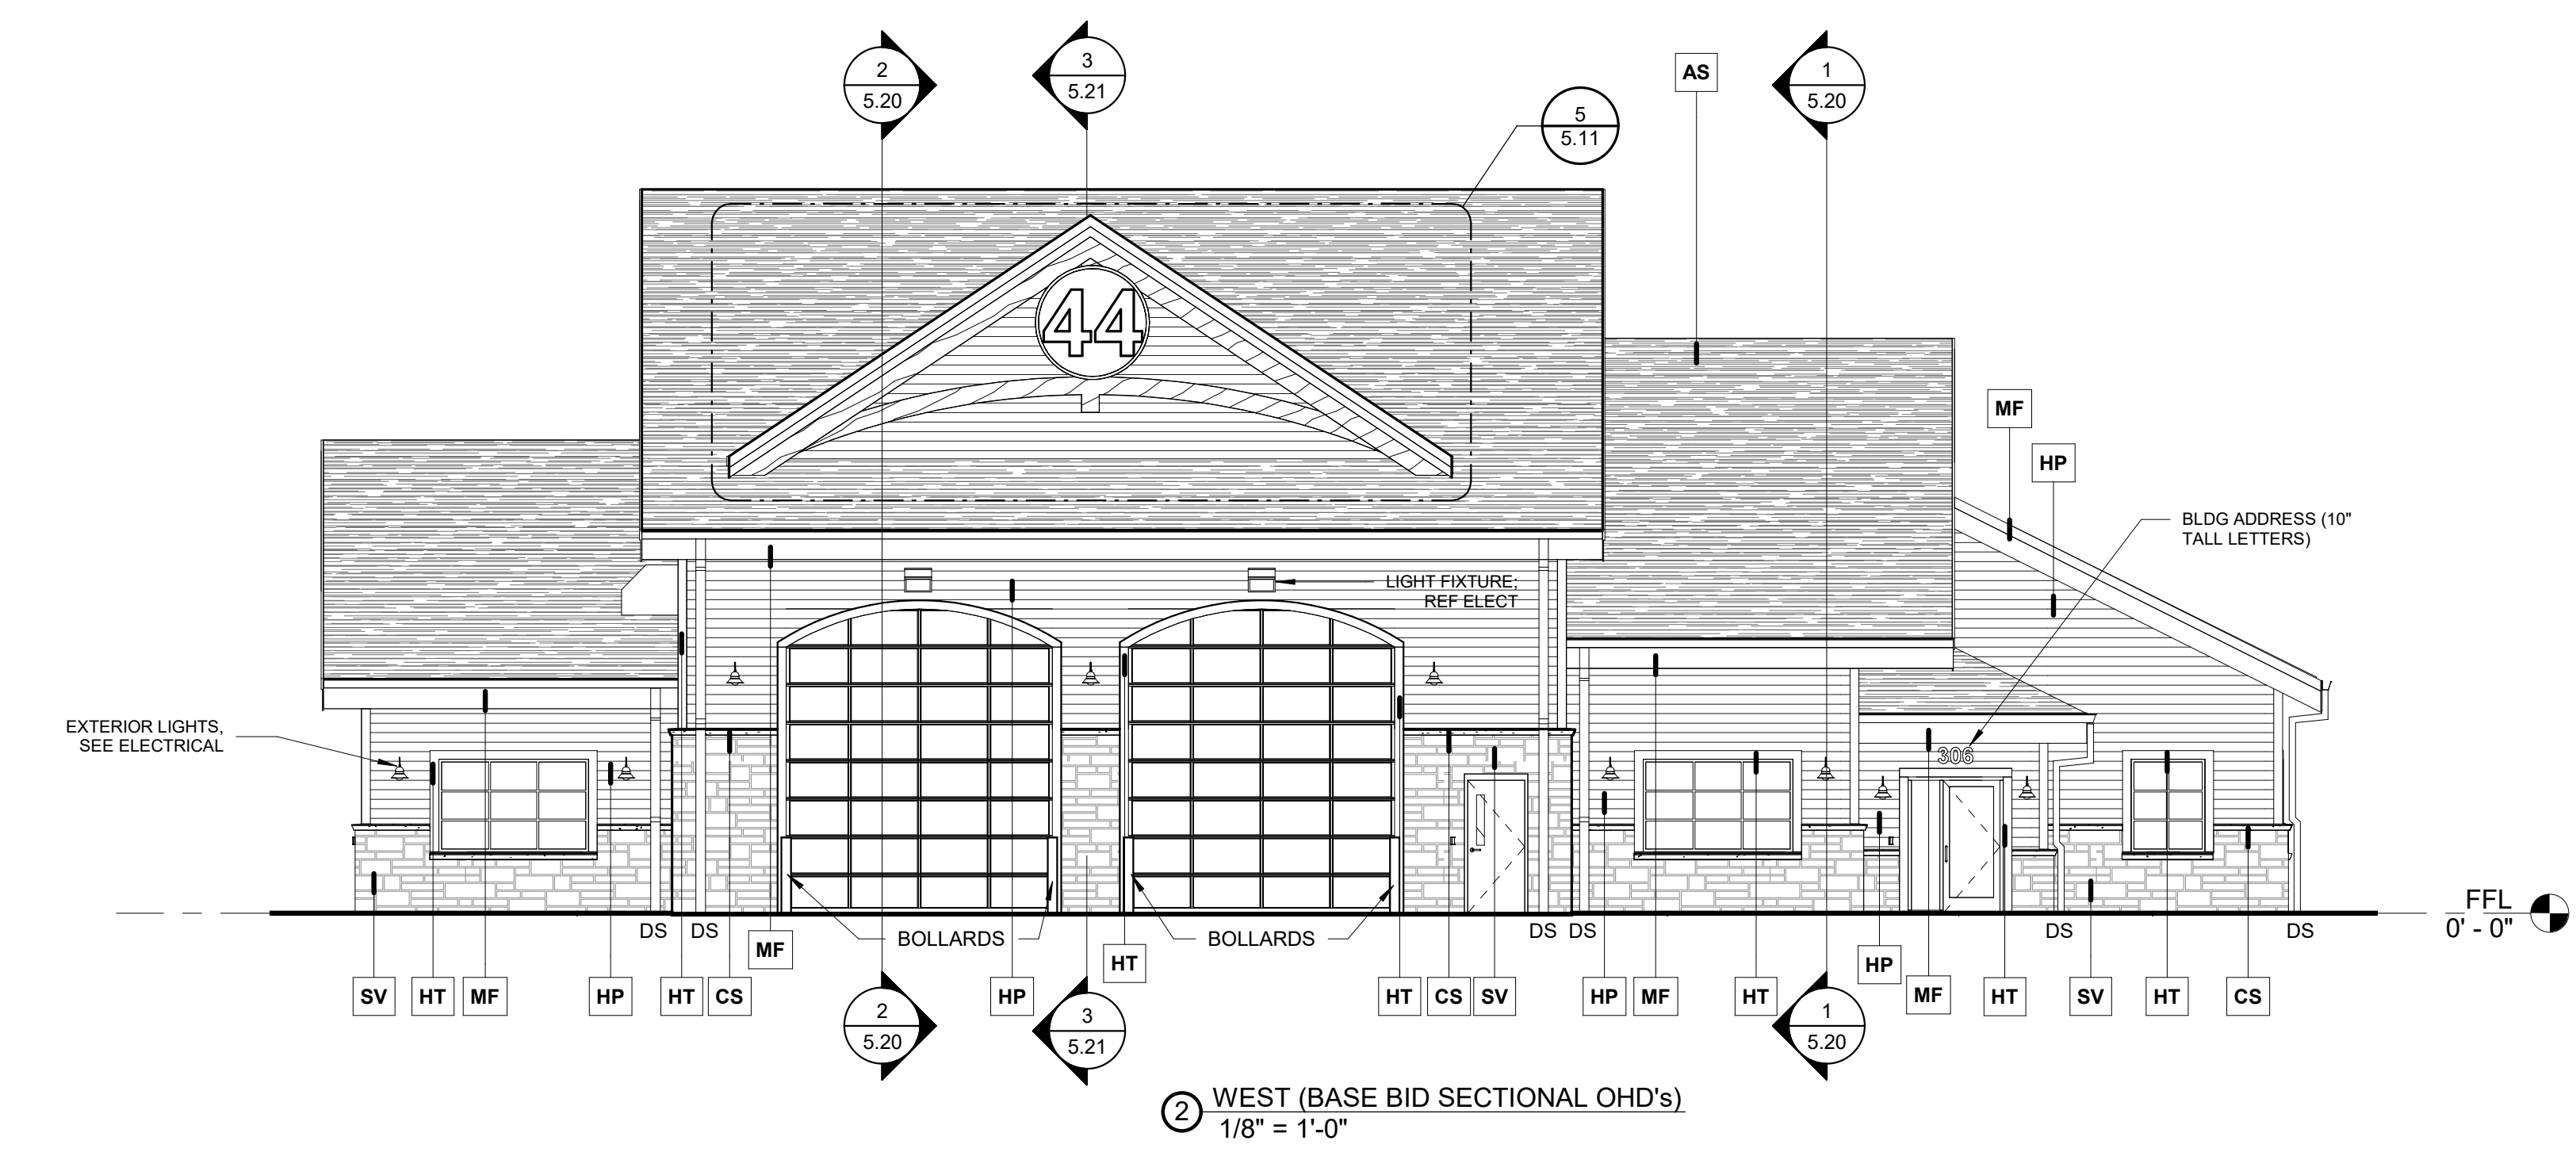 2
5.20
3
5.21
AS
1
5.20
5
5.11
44
MF
HP
BLDG ADDRESS (10"
TALL LETTERS)
LIGHT FIXTURE;
REF ELECT
EXTERIOR LIGHTS,
SEE ELECTRICAL
306
FFL
0' - 0"
DS DS BOLLARDS BOLLARDS DS DS DS DS
MF HT HP
SV HT MF HP HT CS HP HT CS SV HP MF HT MF HT SV HT CS
2
5.20
3
5.21
1
5.20
2 WEST (BASE BID SECTIONAL OHD's)
1/8" = 1'-0"